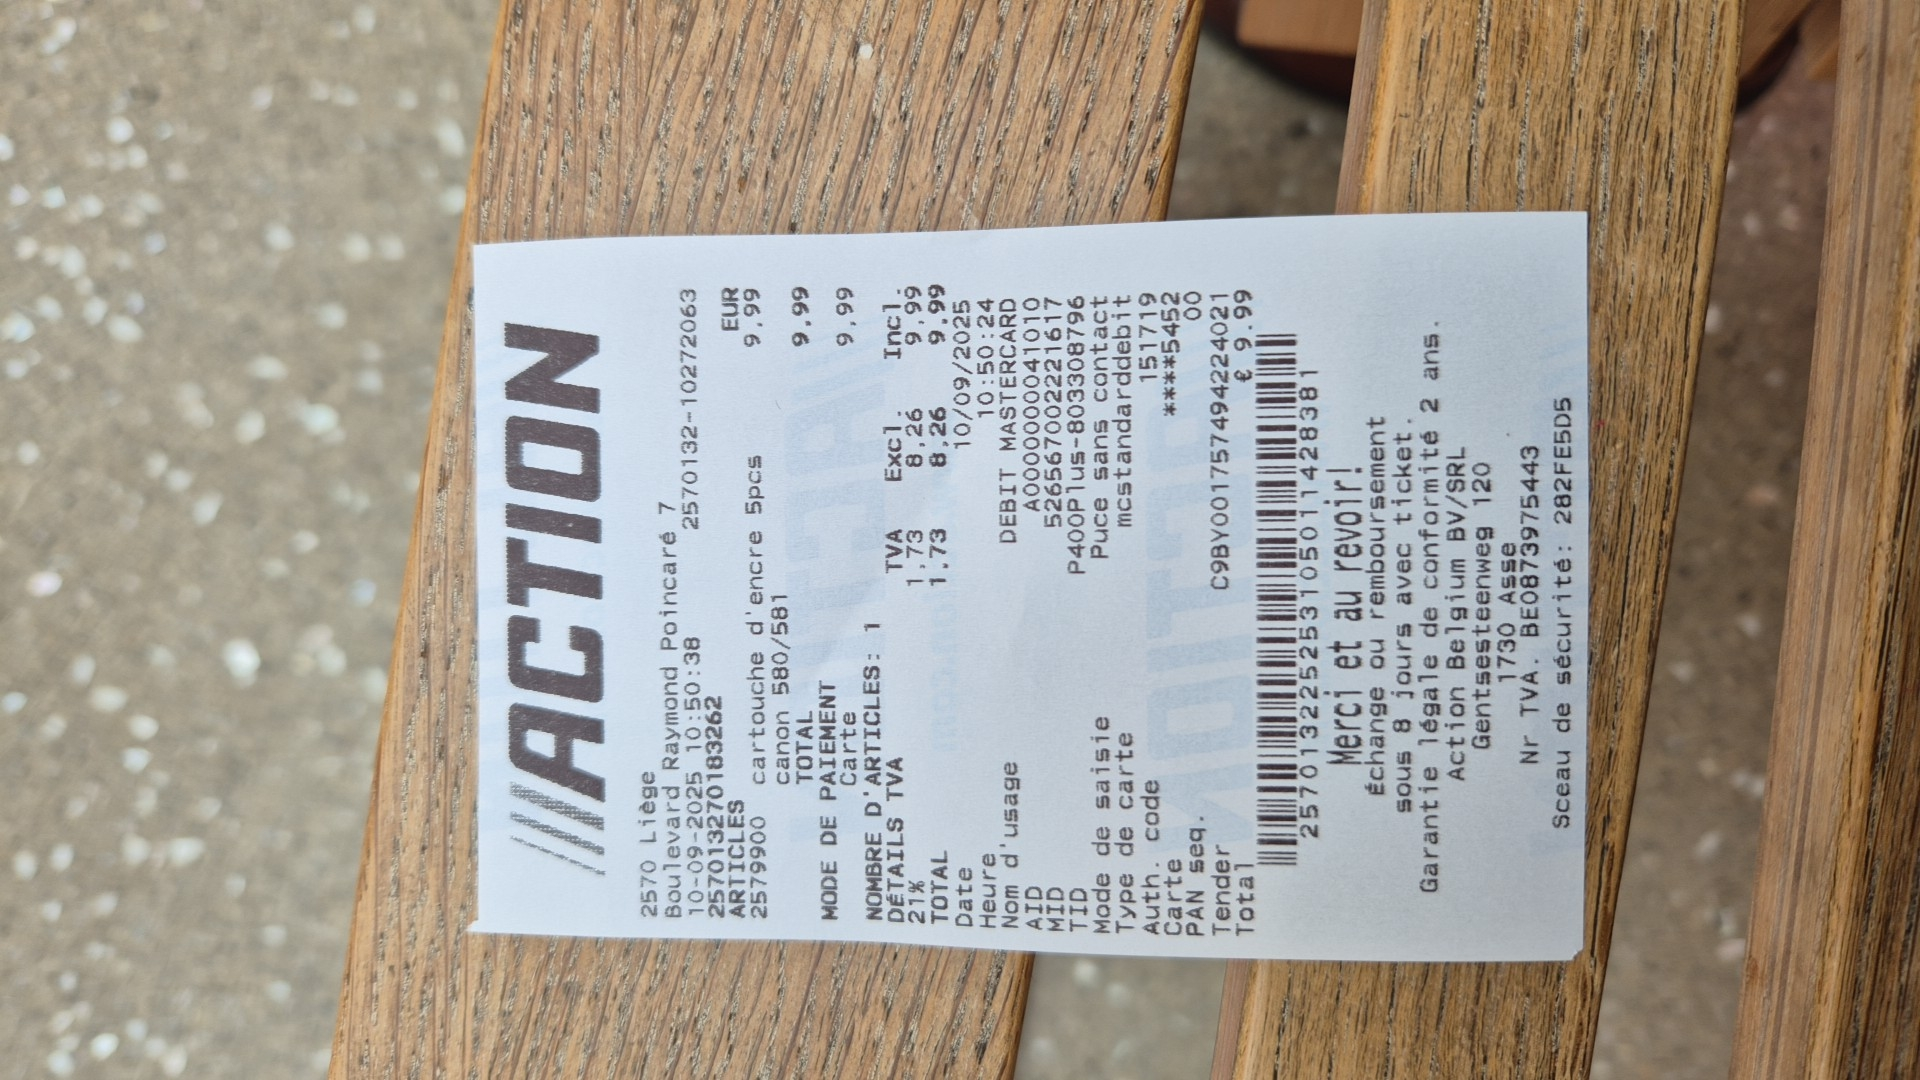 ///ACTION
2570 Liège
Boulevard Raymond Poincaré 7
10-09-2025 10:50:38 2570132-10272063
2570132701832​62
ARTICLES EUR
2579900 cartouche d'encre 5pcs 9,99
canon 580/581
TOTAL 9,99
MODE DE PAIEMENT
Carte 9,99
NOMBRE D'ARTICLES: 1
DÉTAILS TVA TVA Excl. Incl.
21% 1,73 8,26 9,99
TOTAL 1,73 8,26 9,99
Date 10/09/2025
Heure 10:50:24
Nom d'usage DEBIT MASTERCARD
AID A0000000041010
MID 526567002221617
TID P400Plus-803308796
Mode de saisie Puce sans contact
Type de carte mcstandarddebit
Auth. code 151719
Carte ****5452
PAN seq. 00
Tender C9BY001757494224021
Total € 9.99
2570132252531050114283​81
Merci et au revoir!
Échange ou remboursement
sous 8 jours avec ticket.
Garantie légale de conformité 2 ans.
Action Belgium BV/SRL
Gentsesteenweg 120
1730 Asse
Nr TVA. BE0873975443
Sceau de sécurité: 282FE5D5